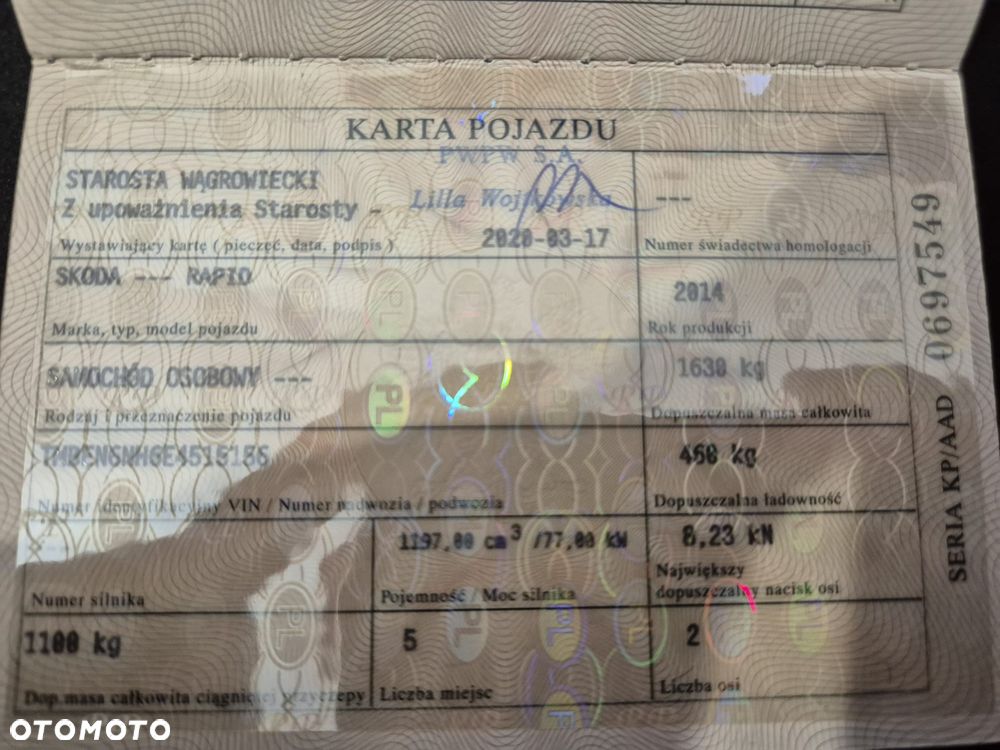 KARTA POJAZDU
PWPW S.A.
STAROSTA WĄGROWIECKI
Z upoważnienia Starosty -
Lilla
2020-03-17
---
Wystawiający kartę ( pieczęć, data, podpis )
Numer świadectwa homologacji
SKODA --- RAPID
2014
Marka, typ, model pojazdu
Rok produkcji
SAMOCHÓD OSOBOWY ---
1630 kg
Rodzaj i przeznaczenie pojazdu
Dopuszczalna masa całkowita
460 kg
Numer identyfikacyjny VIN / Numer nadwozia / podwozia
Dopuszczalna ładowność
1197,00 cm³ /77,00 kW
8,23 kN
Numer silnika
Pojemność / Moc silnika
Największy
dopuszczalny nacisk osi
1100 kg
5
2
Dop. masa całkowita ciągniętej przyczepy
Liczba miejsc
Liczba osi
SERIA KP/AAD 0697549
OTOMOTO